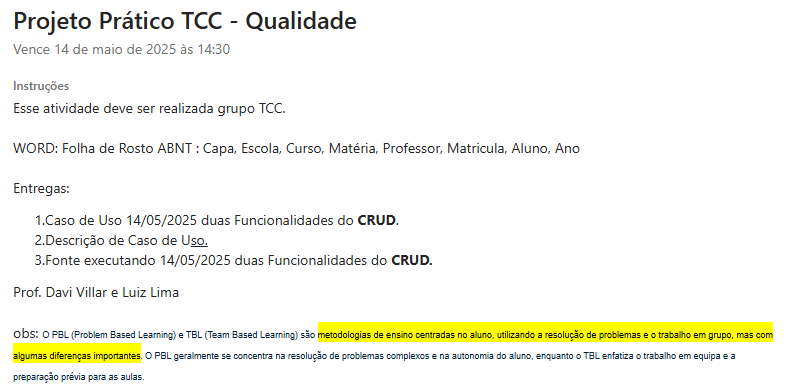 Projeto Prático TCC - Qualidade
Vence 14 de maio de 2025 às 14:30
Instruções
Esse atividade deve ser realizada grupo TCC.
WORD: Folha de Rosto ABNT : Capa, Escola, Curso, Matéria, Professor, Matricula, Aluno, Ano
Entregas:
1.Caso de Uso 14/05/2025 duas Funcionalidades do CRUD.
2.Descrição de Caso de Uso.
3.Fonte executando 14/05/2025 duas Funcionalidades do CRUD.
Prof. Davi Villar e Luiz Lima
obs: O PBL (Problem Based Learning) e TBL (Team Based Learning) são metodologias de ensino centradas no aluno, utilizando a resolução de problemas e o trabalho em grupo, mas com
algumas diferenças importantes. O PBL geralmente se concentra na resolução de problemas complexos e na autonomia do aluno, enquanto o TBL enfatiza o trabalho em equipa e a
preparação prévia para as aulas.